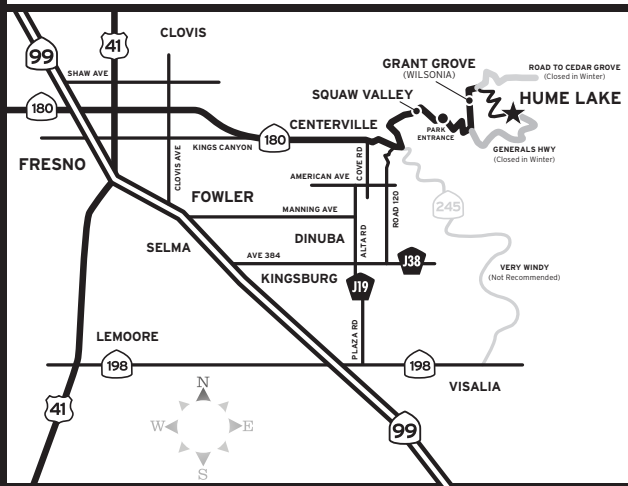 CLOVIS
41
99
SHAW AVE
GRANT GROVE
(WILSONIA)
ROAD TO CEDAR GROVE
(Closed in Winter)
SQUAW VALLEY
HUME LAKE
180
CENTERVILLE
PARK
ENTRANCE
180
KINGS CANYON
GENERALS HWY
(Closed in Winter)
FRESNO
CLOVIS AVE
COVE RD
AMERICAN AVE
FOWLER
ROAD 120
245
MANNING AVE
SELMA
DINUBA
ALTA RD
AVE 384
J38
KINGSBURG
J19
VERY WINDY
(Not Recommended)
PLAZA RD
LEMOORE
198
198
VISALIA
N
W
E
S
41
99